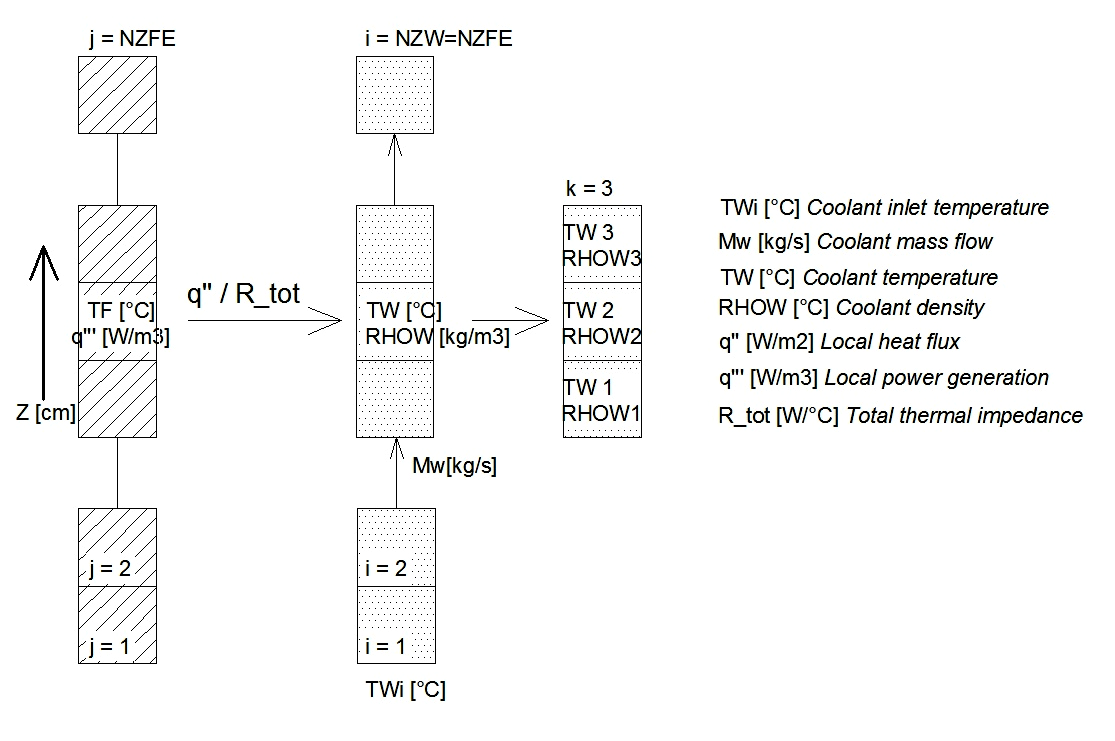 j = NZFE
i = NZW=NZFE
k = 3
TW 3
RHOW3
TF [°C]
q''' [W/m3]
q'' / R_tot
TW [°C]
RHOW [kg/m3]
TW 2
RHOW2
TW 1
RHOW1
Z [cm]
Mw[kg/s]
j = 2
j = 1
i = 2
i = 1
TWi [°C]
TWi [°C] Coolant inlet temperature
Mw [kg/s] Coolant mass flow
TW [°C] Coolant temperature
RHOW [°C] Coolant density
q'' [W/m2] Local heat flux
q''' [W/m3] Local power generation
R_tot [W/°C] Total thermal impedance